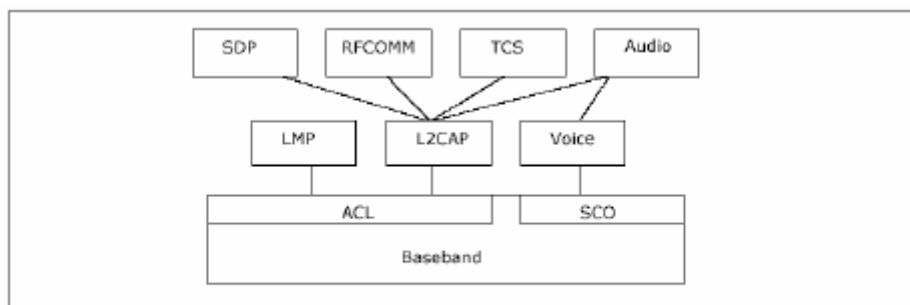 SDP
RFCOMM
TCS
Audio
LMP
L2CAP
Voice
ACL
SCO
Baseband